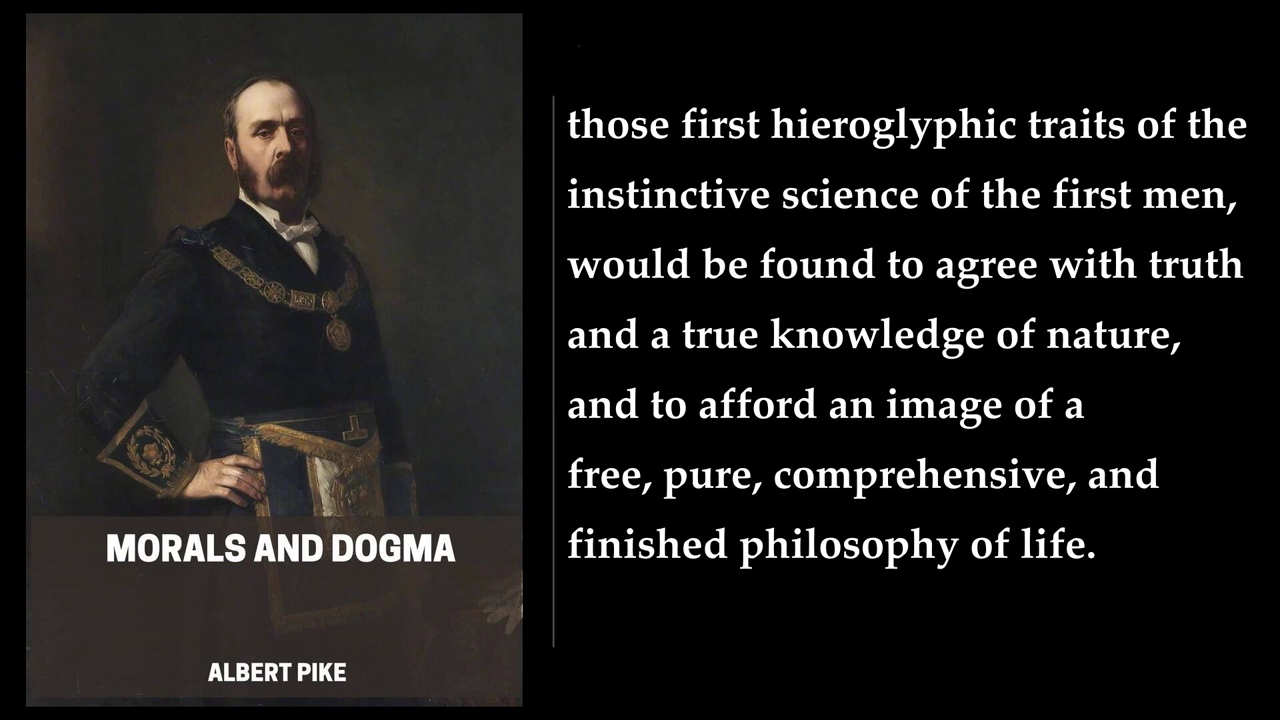 MORALS AND DOGMA
ALBERT PIKE
those first hieroglyphic traits of the
instinctive science of the first men,
would be found to agree with truth
and a true knowledge of nature,
and to afford an image of a
free, pure, comprehensive, and
finished philosophy of life.